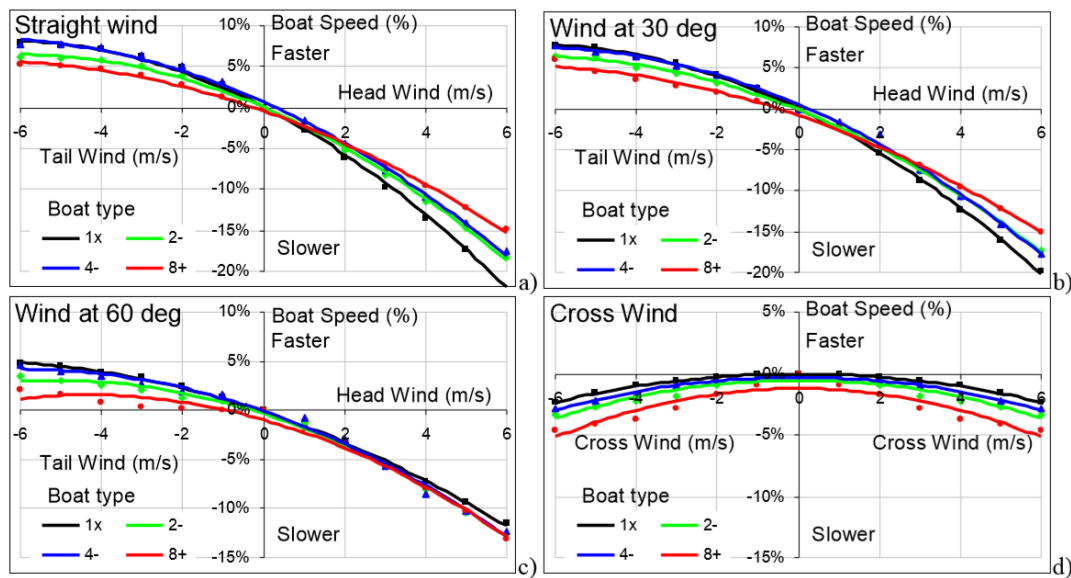 Straight wind
10%
Boat Speed (%)
Faster
5%
Head Wind (m/s)
0%
-6 -4 -2 0 2 4 6
Tail Wind (m/s)
-5%
-10%
Boat type
1x 2-
4- 8+
-15%
Slower
-20%
a)
Wind at 30 deg
10%
Boat Speed (%)
Faster
5%
Head Wind (m/s)
0%
-6 -4 -2 0 2 4 6
Tail Wind (m/s)
-5%
-10%
Boat type
1x 2-
4- 8+
-15%
Slower
-20%
b)
Wind at 60 deg
10%
Boat Speed (%)
Faster
5%
Head Wind (m/s)
0%
-6 -4 -2 0 2 4 6
Tail Wind (m/s)
-5%
Boat type
1x 2-
4- 8+
-10%
Slower
-15%
c)
Cross Wind
5%
Boat Speed (%)
Faster
0%
-6 -4 -2 0 2 4 6
Cross Wind (m/s) Cross Wind (m/s)
-5%
Boat type
1x 2-
4- 8+
-10%
Slower
-15%
d)